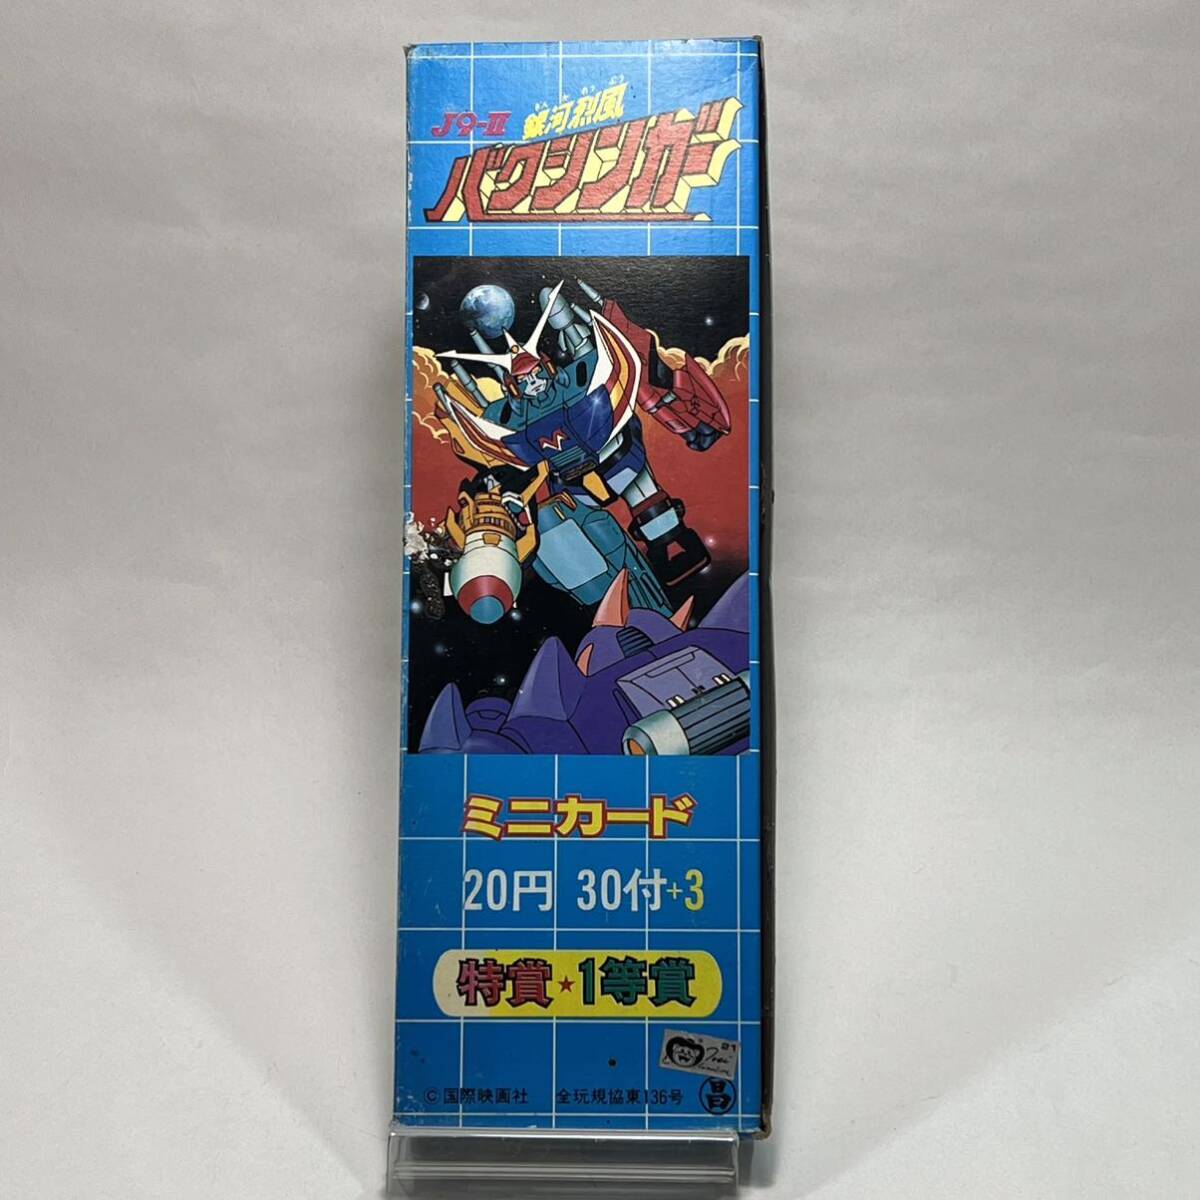 J9-II 銀河烈風
バクシンガー
ミニカード
20円 30付+3
特賞★1等賞
21
©国際映画社 全玩規協東136号 昌